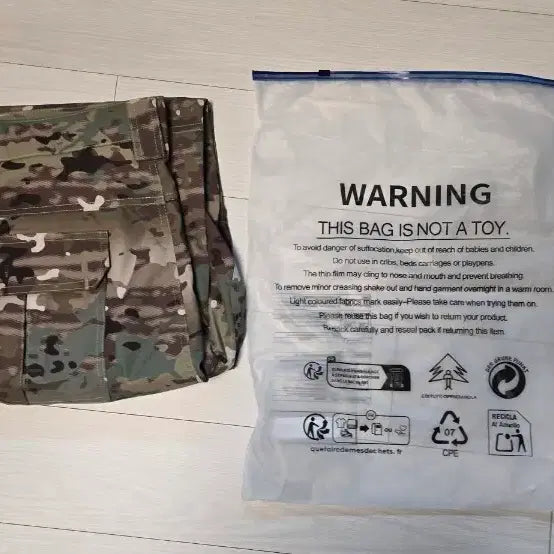 WARNING
THIS BAG IS NOT A TOY.
To avoid danger of suffocation,keep out of reach of babies and children.
Do not use in cribs, beds carriages or playpens.
The thin film may cling to nose and mouth and prevent breathing.
To remove minor creasing shake out and hand garment overnight in a warm room.
Light coloured fabrics mark easily-Please take care when trying them on.
Please reuse this bag if you wish to return your product.
Repack carefully and reseal pack if returning this item.
07
CPE
RECICLA
Al Amarillo
quefairedemesdechets.fr